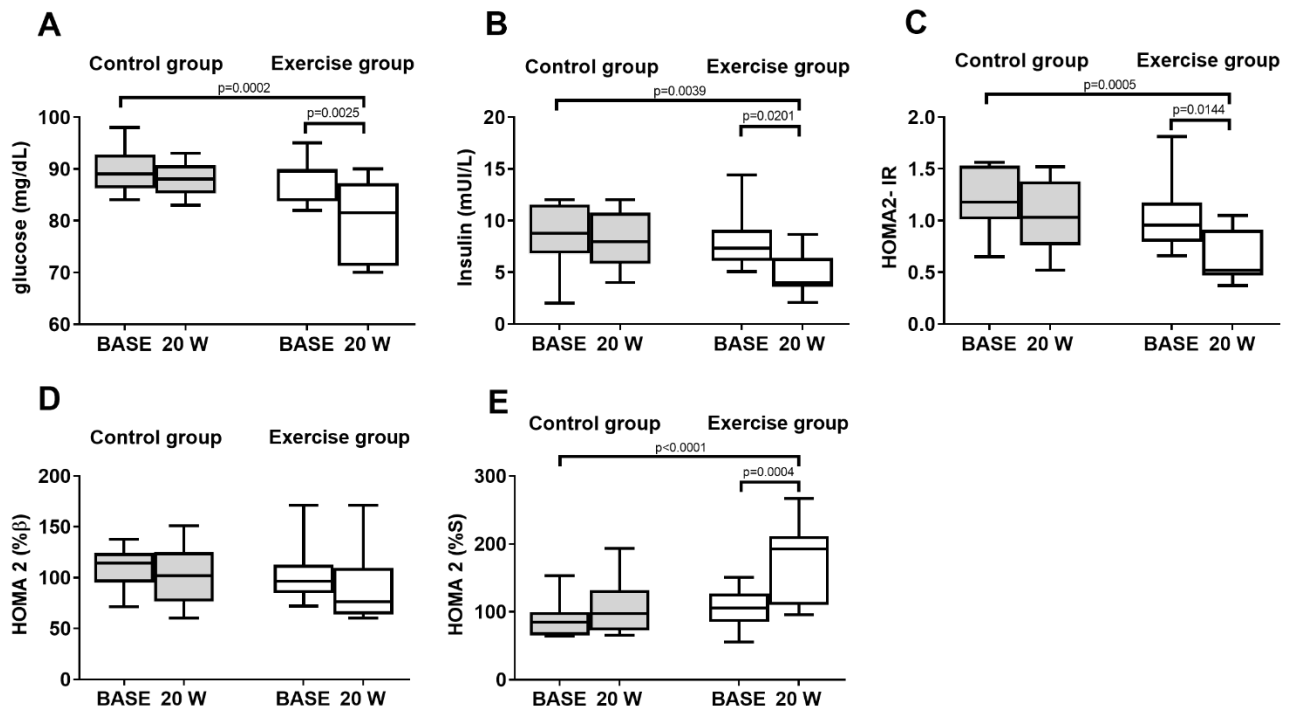 A
Control group Exercise group
p=0.0002
p=0.0025
glucose (mg/dL)
100
90
80
70
60
BASE 20 W BASE 20 W
B
Control group Exercise group
p=0.0039
p=0.0201
Insulin (mUI/L)
20
15
10
5
0
BASE 20 W BASE 20 W
C
Control group Exercise group
p=0.0005
p=0.0144
HOMA2- IR
2.0
1.5
1.0
0.5
0.0
BASE 20 W BASE 20 W
D
Control group Exercise group
HOMA 2 (%β)
200
150
100
50
0
BASE 20 W BASE 20 W
E
Control group Exercise group
p<0.0001
p=0.0004
HOMA 2 (%S)
300
200
100
0
BASE 20 W BASE 20 W